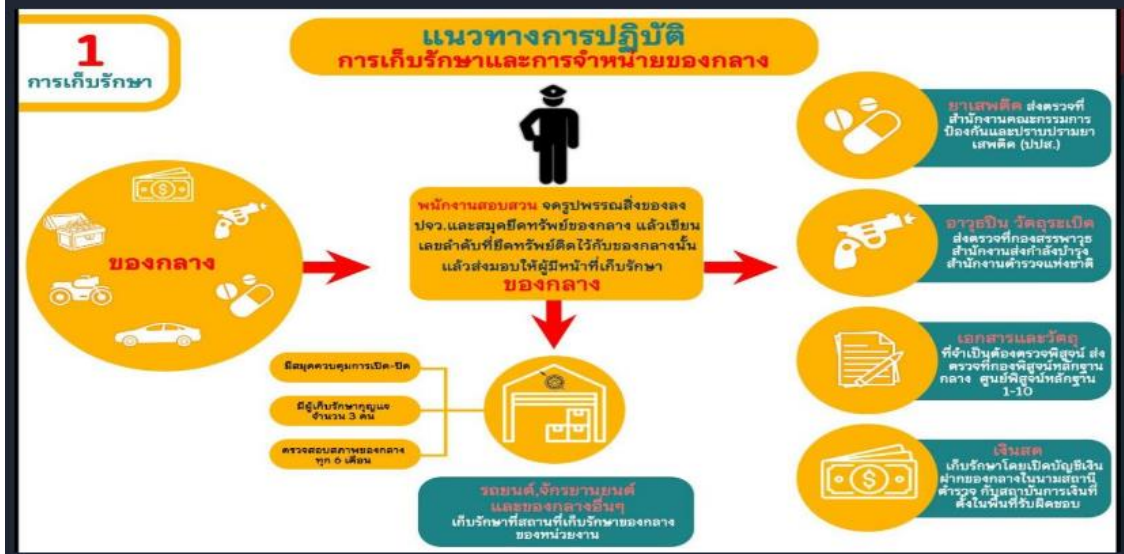 1
การเก็บรักษา
แนวทางการปฏิบัติ
การเก็บรักษาและการจำหน่ายของกลาง
ของกลาง
พนักงานสอบสวน จดรูปพรรณสิ่งของลง
ปจว.และสมุดยึดทรัพย์ของกลาง แล้วเขียน
เลขลำดับที่ยึดทรัพย์ติดไว้กับของกลางนั้น
แล้วส่งมอบให้ผู้มีหน้าที่เก็บรักษา
ของกลาง
มีสมุดควบคุมการเปิด-ปิด
มีผู้เก็บรักษากุญแจ
จำนวน 3 คน
ตรวจสอบสภาพของกลาง
ทุก 6 เดือน
รถยนต์,จักรยานยนต์
และของกลางอื่นๆ
เก็บรักษาที่สถานที่เก็บรักษาของกลาง
ของหน่วยงาน
ยาเสพติด ส่งตรวจที่
สำนักงานคณะกรรมการ
ป้องกันและปราบปรามยา
เสพติด (ปปส.)
อาวุธปืน วัตถุระเบิด
ส่งตรวจที่กองสรรพาวุธ
สำนักงานส่งกำลังบำรุง
สำนักงานตำรวจแห่งชาติ
เอกสารและวัตถุ
ที่จำเป็นต้องตรวจพิสูจน์ ส่ง
ตรวจที่กองพิสูจน์หลักฐาน
กลาง ศูนย์พิสูจน์หลักฐาน
1-10
เงินสด
เก็บรักษาโดยเปิดบัญชีเงิน
ฝากของกลางในนามสถานี
ตำรวจ กับสถาบันการเงินที่
ตั้งในพื้นที่รับผิดชอบ